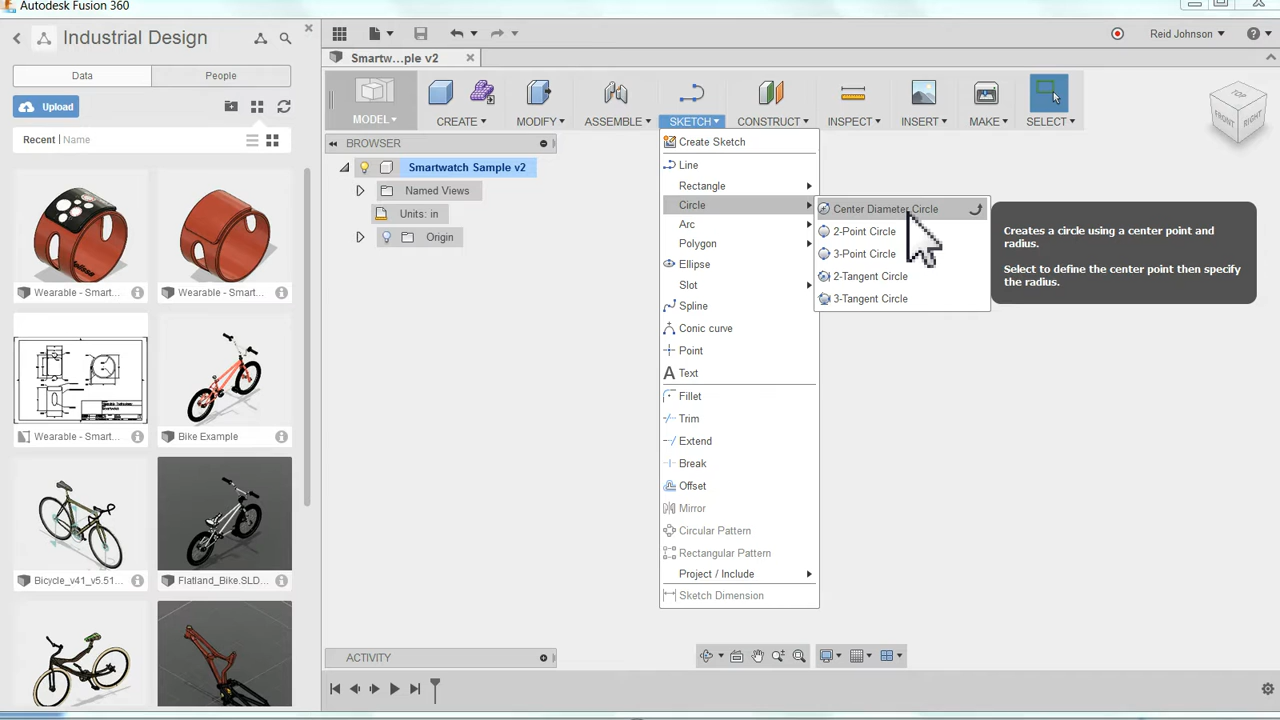 Autodesk Fusion 360
Industrial Design
Data
People
Upload
Recent | Name
Wearable - Smart...
Wearable - Smart...
Wearable - Smart...
Bike Example
Bicycle_v41_v5.51...
Flatland_Bike.SLD...
Smartw...ple v2
Reid Johnson
MODEL
CREATE
MODIFY
ASSEMBLE
SKETCH
CONSTRUCT
INSPECT
INSERT
MAKE
SELECT
TOP
FRONT
RIGHT
BROWSER
Smartwatch Sample v2
Named Views
Units: in
Origin
Create Sketch
Line
Rectangle
Circle
Arc
Polygon
Ellipse
Slot
Spline
Conic curve
Point
Text
Fillet
Trim
Extend
Break
Offset
Mirror
Circular Pattern
Rectangular Pattern
Project / Include
Sketch Dimension
Center Diameter Circle
2-Point Circle
3-Point Circle
2-Tangent Circle
3-Tangent Circle
Creates a circle using a center point and
radius.
Select to define the center point then specify
the radius.
ACTIVITY